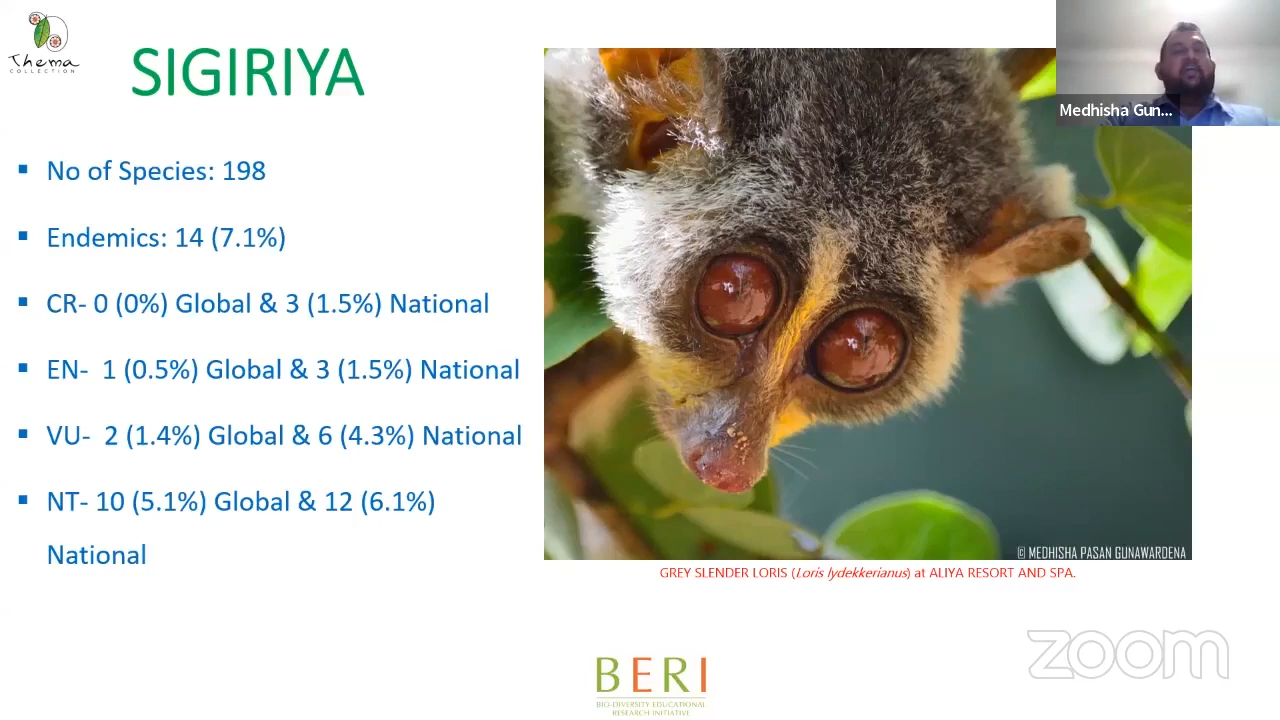 Thema
COLLECTION
SIGIRIYA
Medhisha Gun...
▪ No of Species: 198
▪ Endemics: 14 (7.1%)
▪ CR- 0 (0%) Global & 3 (1.5%) National
▪ EN- 1 (0.5%) Global & 3 (1.5%) National
▪ VU- 2 (1.4%) Global & 6 (4.3%) National
▪ NT- 10 (5.1%) Global & 12 (6.1%)
National
© MEDHISHA PASAN GUNAWARDENA
GREY SLENDER LORIS (Loris lydekkerianus) at ALIYA RESORT AND SPA.
zoom
BERI
BIO-DIVERSITY EDUCATIONAL
RESEARCH INITIATIVE